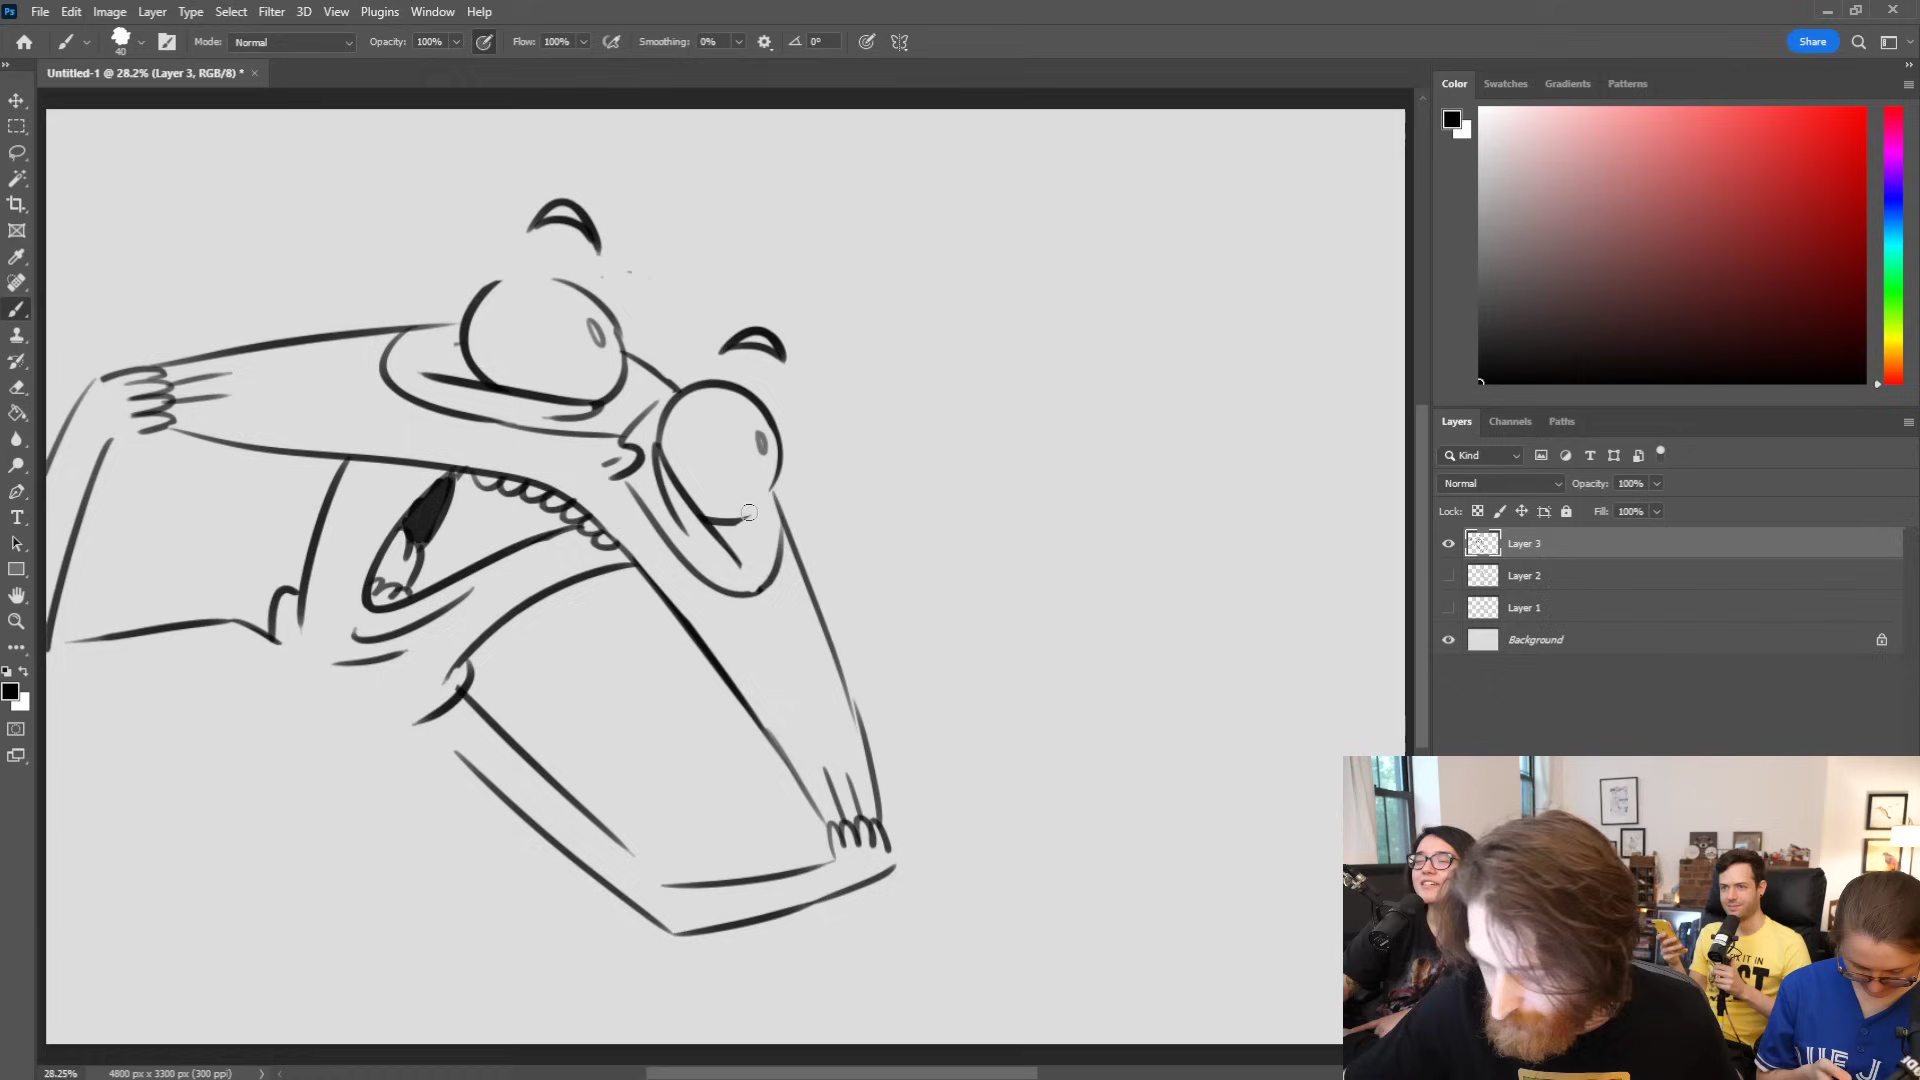 Ps File Edit Image Layer Type Select Filter 3D View Plugins Window Help
40 Mode: Normal Opacity: 100% Flow: 100% Smoothing: 0% 0° Share
Untitled-1 @ 28.2% (Layer 3, RGB/8) * ×
Color Swatches Gradients Patterns
Layers Channels Paths
Kind
Normal Opacity: 100%
Lock: Fill: 100%
Layer 3
Layer 2
Layer 1
Background
28.25% 4800 px x 3300 px (300 ppi)